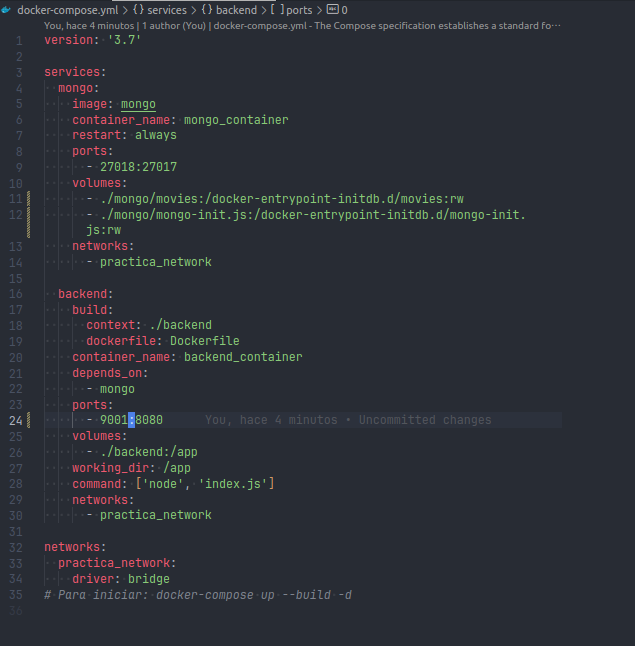 docker-compose.yml > {} services > {} backend > [ ] ports > abc 0
You, hace 4 minutos | 1 author (You) | docker-compose.yml - The Compose specification establishes a standard fo···
1 version: '3.7'
2
3 services:
4   mongo:
5     image: mongo
6     container_name: mongo_container
7     restart: always
8     ports:
9       - 27018:27017
10     volumes:
11       - ./mongo/movies:/docker-entrypoint-initdb.d/movies:rw
12       - ./mongo/mongo-init.js:/docker-entrypoint-initdb.d/mongo-init.
js:rw
13     networks:
14       - practica_network
15
16   backend:
17     build:
18       context: ./backend
19       dockerfile: Dockerfile
20     container_name: backend_container
21     depends_on:
22       - mongo
23     ports:
24       - 9001:8080 You, hace 4 minutos • Uncommitted changes
25     volumes:
26       - ./backend:/app
27     working_dir: /app
28     command: ['node', 'index.js']
29     networks:
30       - practica_network
31
32 networks:
33   practica_network:
34     driver: bridge
35 # Para iniciar: docker-compose up --build -d
36